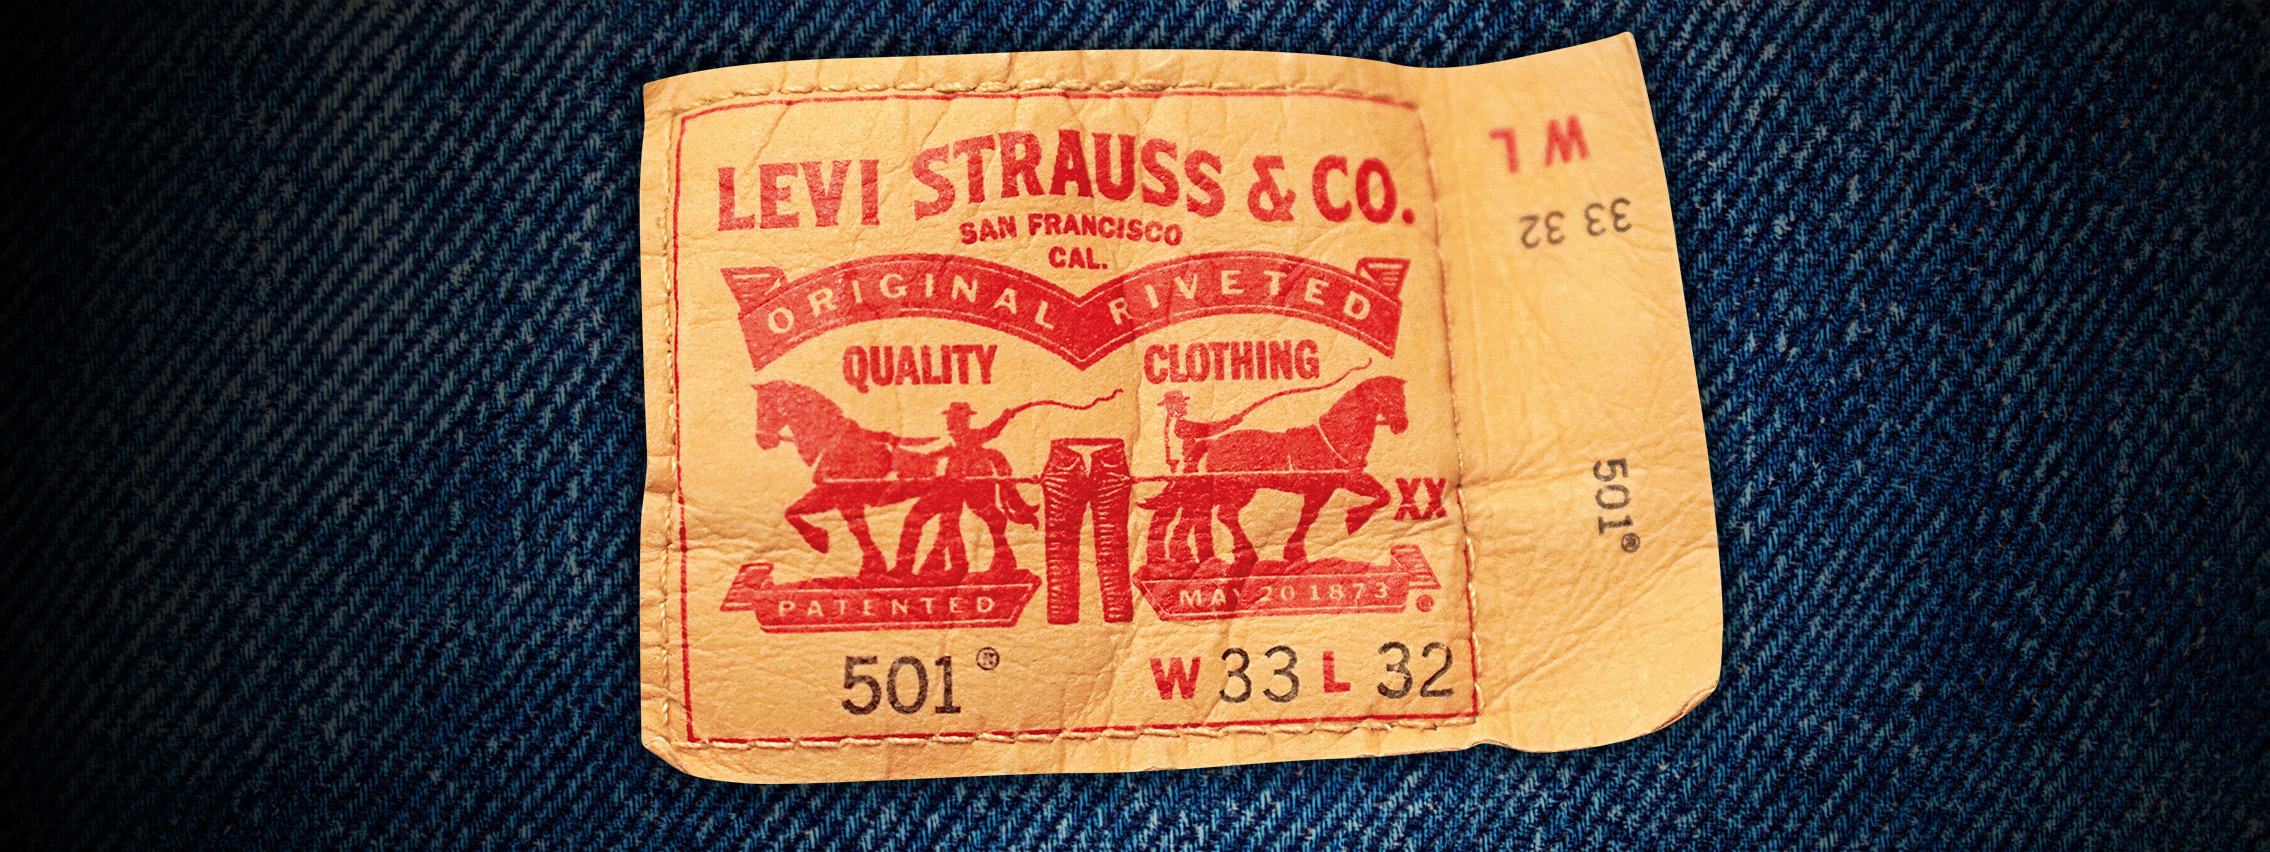 LEVI STRAUSS & CO.
SAN FRANCISCO
CAL.
ORIGINAL RIVETED
QUALITY CLOTHING
XX
PATENTED MAY 20 1873 ®
501® W 33 L 32
W L
33 32
501®